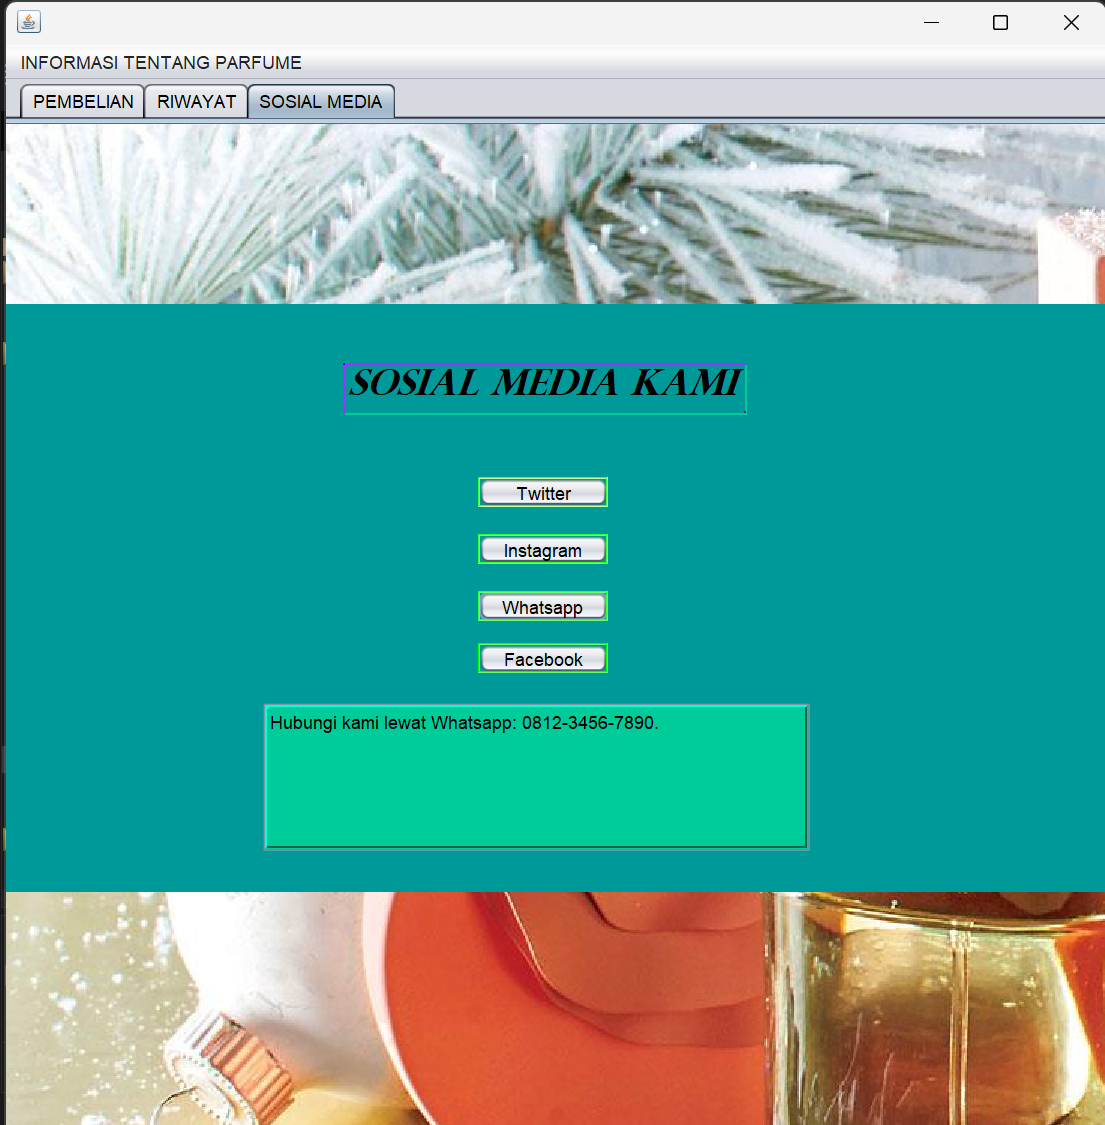 INFORMASI TENTANG PARFUME
PEMBELIAN RIWAYAT SOSIAL MEDIA
SOSIAL MEDIA KAMI
Twitter
Instagram
Whatsapp
Facebook
Hubungi kami lewat Whatsapp: 0812-3456-7890.